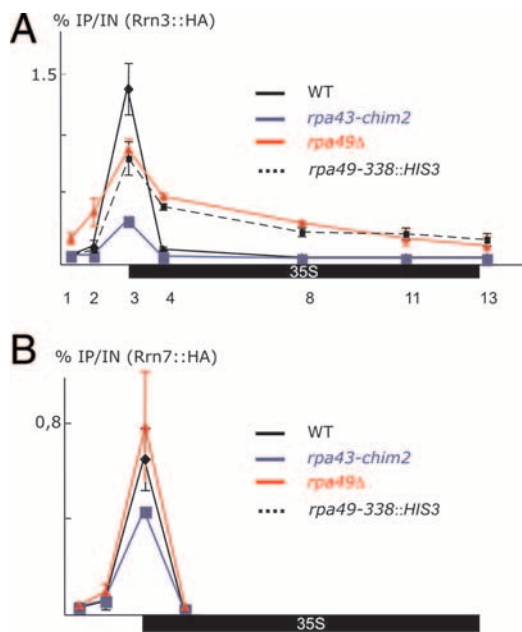 A
% IP/IN (Rrn3::HA)
1.5
WT
rpa43-chim2
rpa49Δ
rpa49-338::HIS3
35S
1 2 3 4 8 11 13
B
% IP/IN (Rrn7::HA)
0,8
WT
rpa43-chim2
rpa49Δ
rpa49-338::HIS3
35S